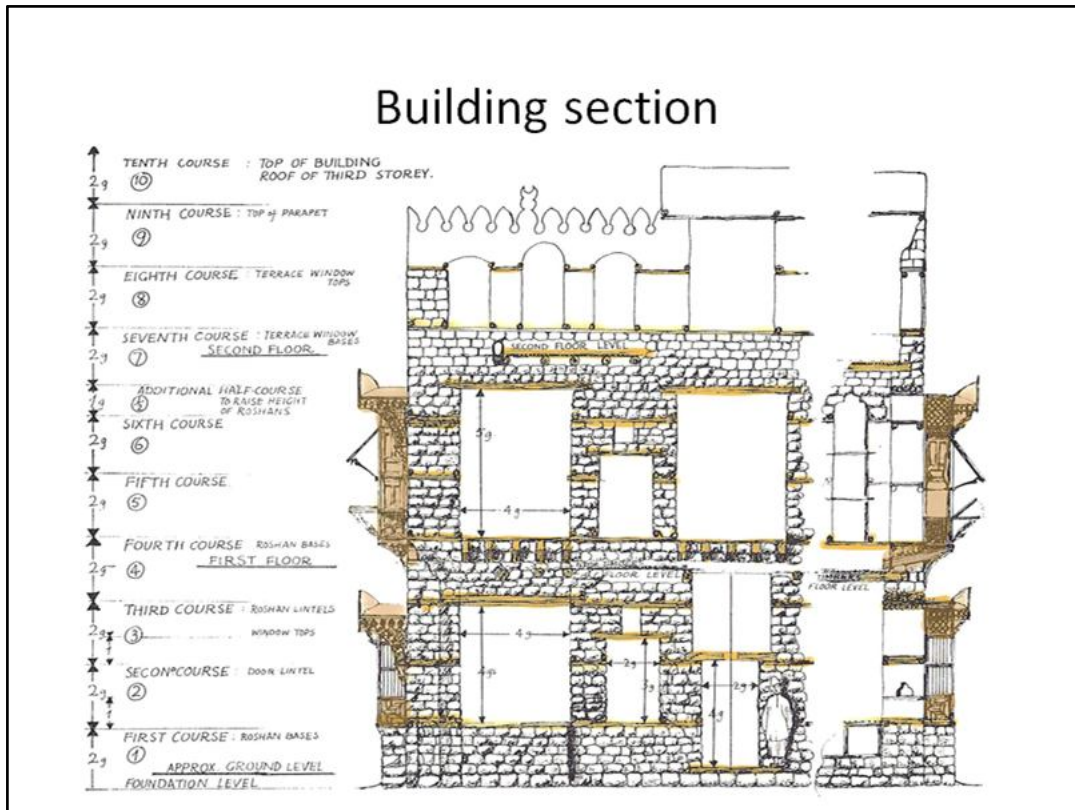 Building section
TENTH COURSE : TOP OF BUILDING
ROOF OF THIRD STOREY.
2g
10
NINTH COURSE : TOP of PARAPET
2g
9
EIGHTH COURSE : TERRACE WINDOW
TOPS
2g
8
SEVENTH COURSE : TERRACE WINDOW
BASES
SECOND FLOOR
2g
7
SECOND FLOOR LEVEL
ADDITIONAL HALF-COURSE
TO RAISE HEIGHT
OF ROSHANS
1g
SIXTH COURSE
2g
6
5g
FIFTH COURSE
2g
5
4g
FOURTH COURSE ROSHAN BASES
FIRST FLOOR
2g
4
FLOOR LEVEL
FLOOR LEVEL
THIRD COURSE : ROSHAN LINTELS
2g
3
WINDOW TOPS
1
4g
4g
2g
3g
SECOND COURSE : DOOR LINTEL
2g
2
1
2g
4g
FIRST COURSE : ROSHAN BASES
2g
1
APPROX. GROUND LEVEL
FOUNDATION LEVEL